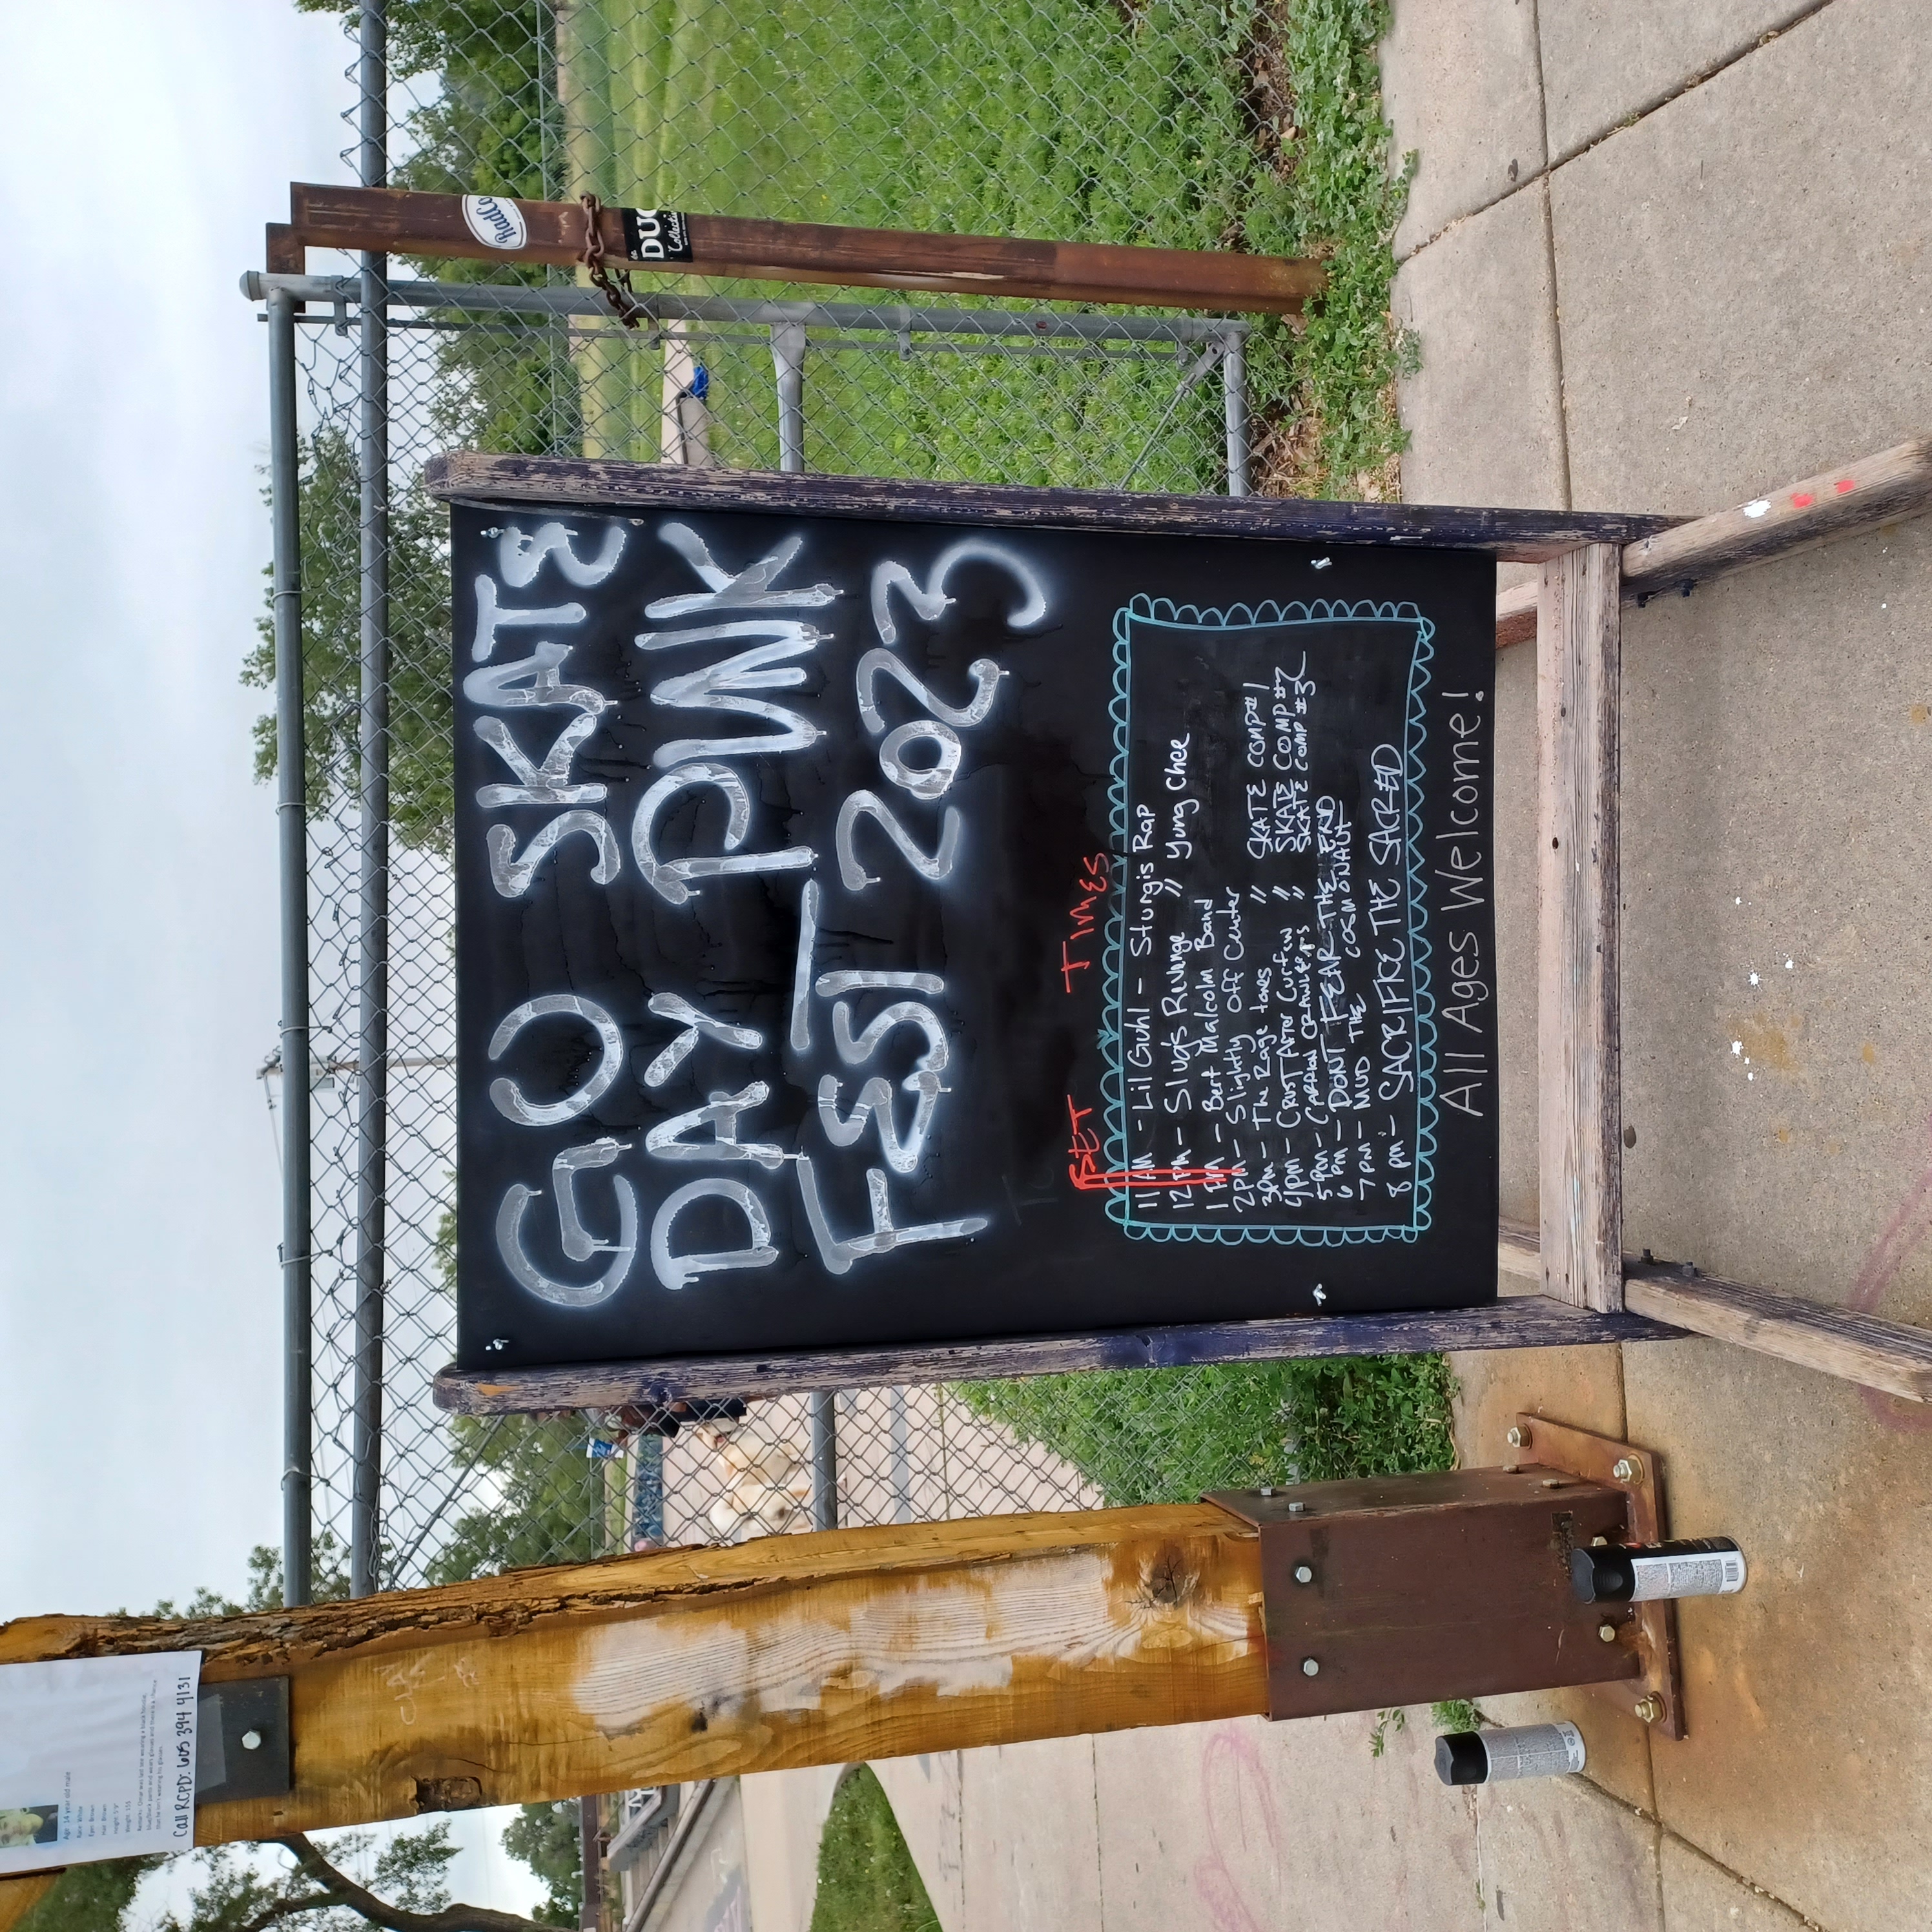 Age: 14 year old male
Race: White
Eyes: Brown
Hair: Brown
Height: 5'9"
Weight: 155
Remarks: Omar was last see wearing a black hoodie,
blue/black pants and wears glasses and there is a chance
that he isn't wearing his glasses.
Call RCPD: 605 394 4131
CLAY
GO SKATE
DAY PUNK
FEST 2023
SET TIMES
11 AM - Lil Guhl - Sturgis Rap
12 PM - Slug's Revenge // Yung Chee
1 PM - Bert Malcolm Band
2PM - Slightly Off Center
3PM - The Rage tones // SKATE COMP #1
4PM - CRUST AFTER CURFEW // SKATE COMP #2
5PM - CARRION CRAWLERS // SKATE COMP #3
6 PM - DONT FEAR THE END
7PM - MUD THE COSMONAUT
8 pm - SACRIFICE THE SACRED
All Ages Welcome!
RadCo
DUC
Collecti